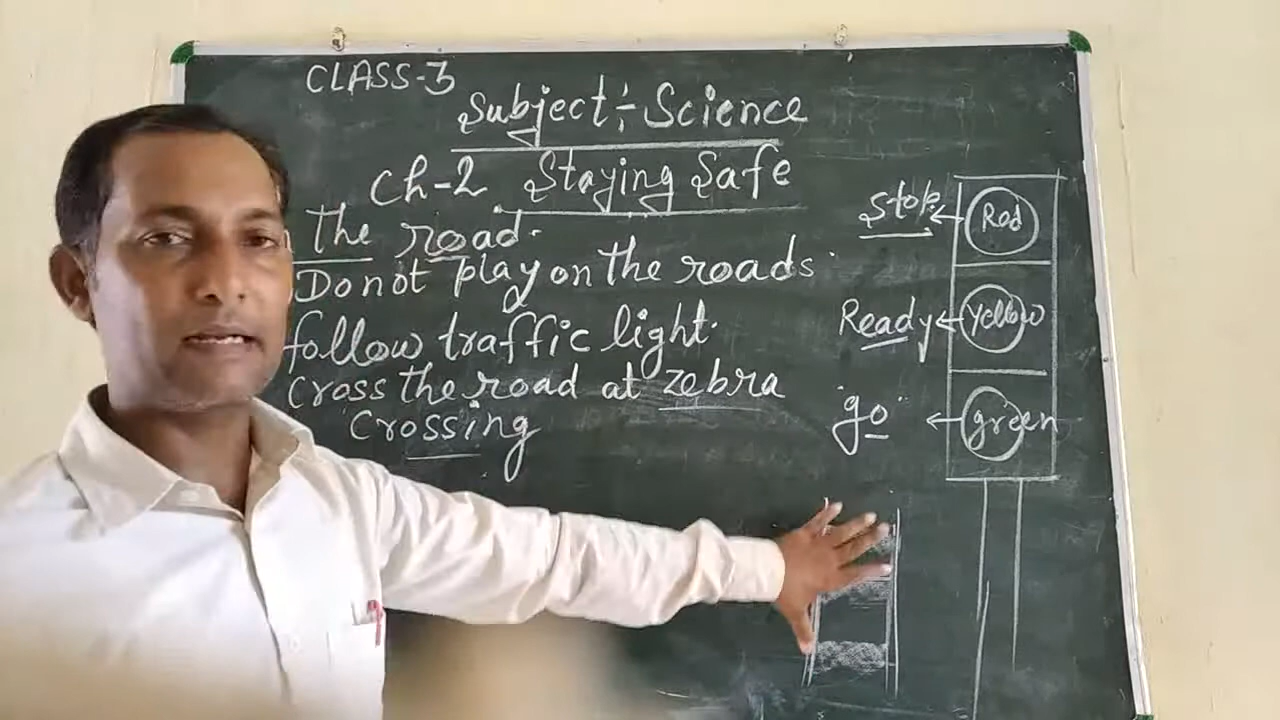 CLASS-3
Subject:- Science
Ch-2 Staying Safe
The road.
Do not play on the roads.
follow traffic light.
Cross the road at zebra
Crossing
Stop Red
Ready Yellow
"go" green